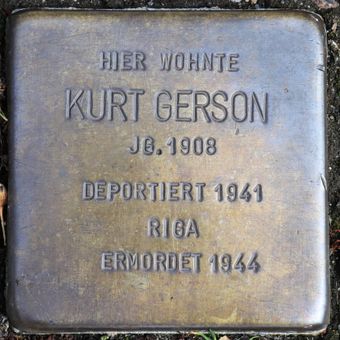 HIER WOHNTE
KURT GERSON
JG. 1908
DEPORTIERT 1941
RIGA
ERMORDET 1944